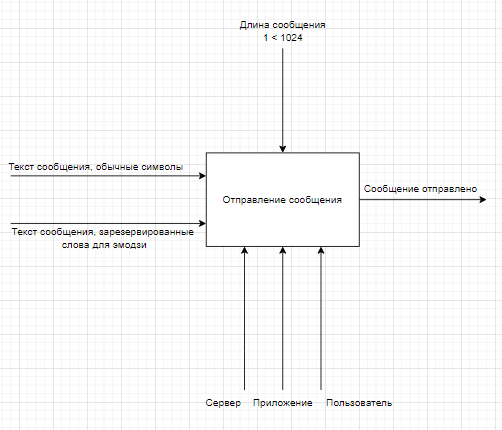 Длина сообщения
1 < 1024
Текст сообщения, обычные символы
Сообщение отправлено
Отправление сообщения
Текст сообщения, зарезервированные
слова для эмодзи
Сервер
Приложение
Пользователь